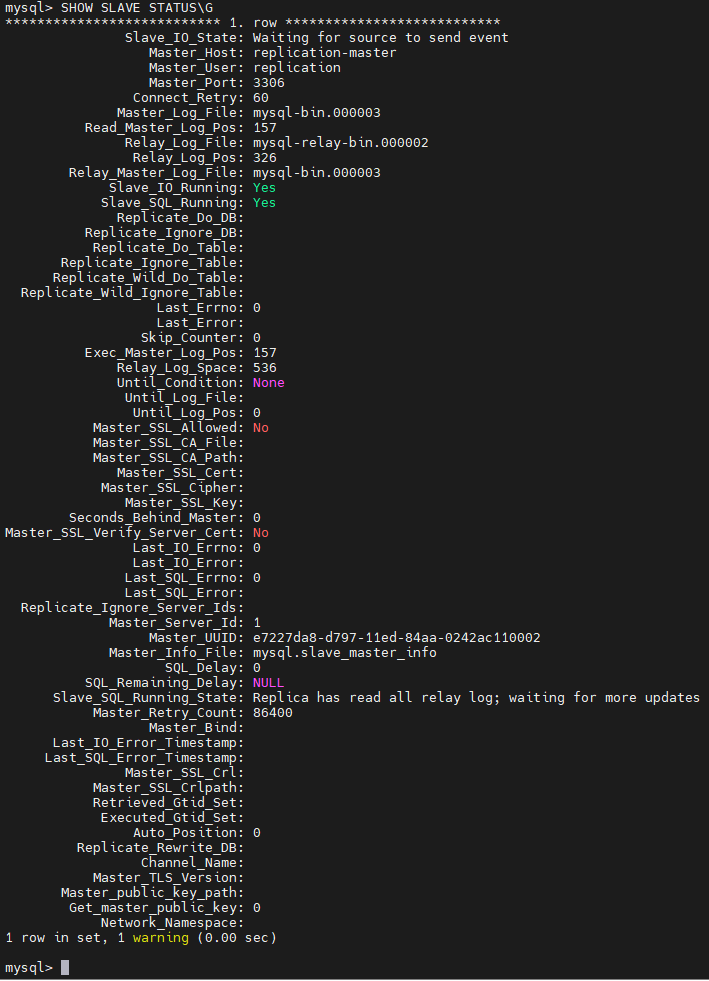 mysql> SHOW SLAVE STATUS\G
*************************** 1. row ***************************
Slave_IO_State: Waiting for source to send event
Master_Host: replication-master
Master_User: replication
Master_Port: 3306
Connect_Retry: 60
Master_Log_File: mysql-bin.000003
Read_Master_Log_Pos: 157
Relay_Log_File: mysql-relay-bin.000002
Relay_Log_Pos: 326
Relay_Master_Log_File: mysql-bin.000003
Slave_IO_Running: Yes
Slave_SQL_Running: Yes
Replicate_Do_DB:
Replicate_Ignore_DB:
Replicate_Do_Table:
Replicate_Ignore_Table:
Replicate_Wild_Do_Table:
Replicate_Wild_Ignore_Table:
Last_Errno: 0
Last_Error:
Skip_Counter: 0
Exec_Master_Log_Pos: 157
Relay_Log_Space: 536
Until_Condition: None
Until_Log_File:
Until_Log_Pos: 0
Master_SSL_Allowed: No
Master_SSL_CA_File:
Master_SSL_CA_Path:
Master_SSL_Cert:
Master_SSL_Cipher:
Master_SSL_Key:
Seconds_Behind_Master: 0
Master_SSL_Verify_Server_Cert: No
Last_IO_Errno: 0
Last_IO_Error:
Last_SQL_Errno: 0
Last_SQL_Error:
Replicate_Ignore_Server_Ids:
Master_Server_Id: 1
Master_UUID: e7227da8-d797-11ed-84aa-0242ac110002
Master_Info_File: mysql.slave_master_info
SQL_Delay: 0
SQL_Remaining_Delay: NULL
Slave_SQL_Running_State: Replica has read all relay log; waiting for more updates
Master_Retry_Count: 86400
Master_Bind:
Last_IO_Error_Timestamp:
Last_SQL_Error_Timestamp:
Master_SSL_Crl:
Master_SSL_Crlpath:
Retrieved_Gtid_Set:
Executed_Gtid_Set:
Auto_Position: 0
Replicate_Rewrite_DB:
Channel_Name:
Master_TLS_Version:
Master_public_key_path:
Get_master_public_key: 0
Network_Namespace:
1 row in set, 1 warning (0.00 sec)
mysql>